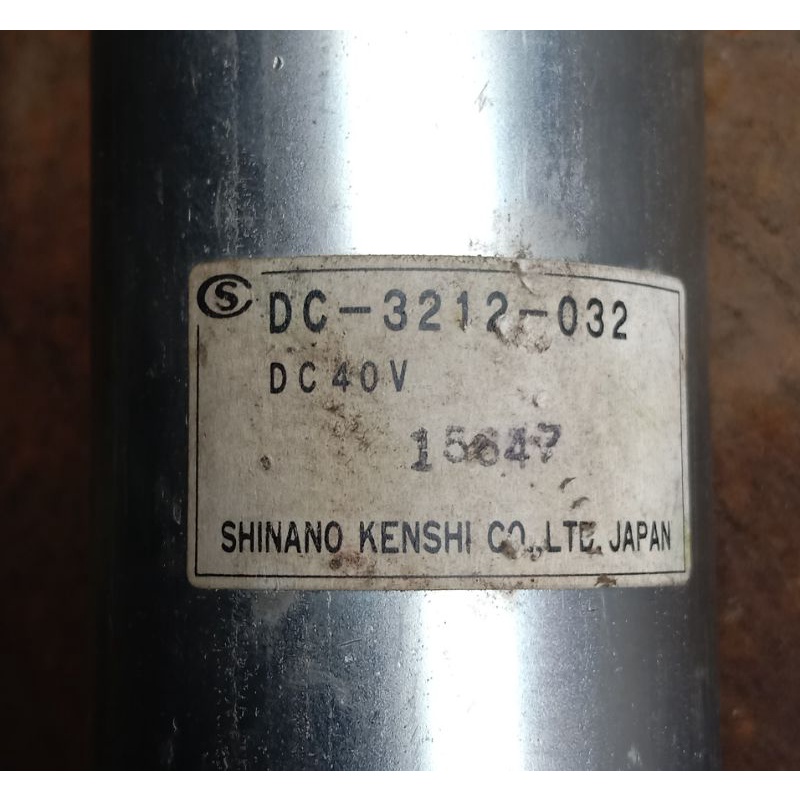 DC-3212-032
DC40V
15647
SHINANO KENSHI CO.,LTD. JAPAN